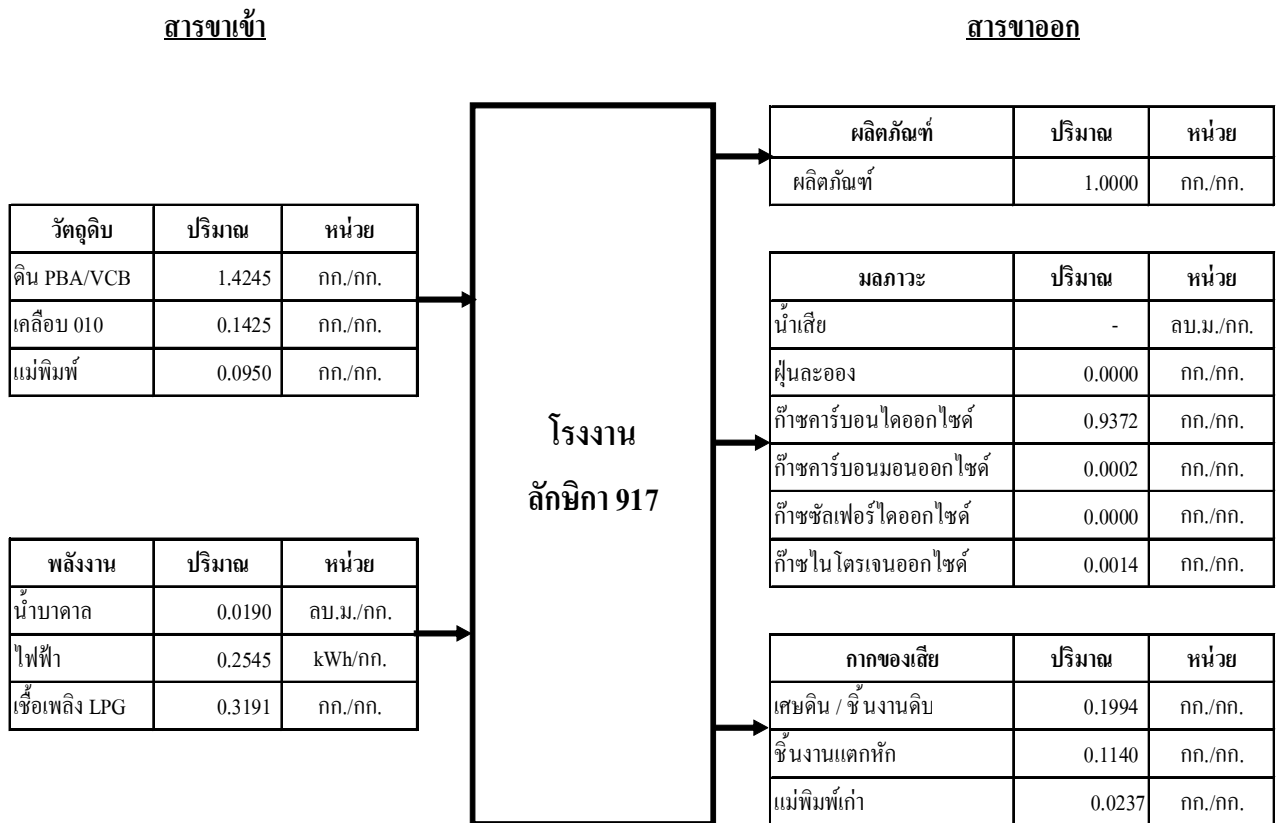 สารขาเข้า
สารขาออก
วัตถุดิบ ปริมาณ หน่วย
ดิน PBA/VCB 1.4245 กก./กก.
เคลือบ 010 0.1425 กก./กก.
แม่พิมพ์ 0.0950 กก./กก.
พลังงาน ปริมาณ หน่วย
น้ำบาดาล 0.0190 ลบ.ม./กก.
ไฟฟ้า 0.2545 kWh/กก.
เชื้อเพลิง LPG 0.3191 กก./กก.
โรงงาน
ลักษิกา 917
ผลิตภัณฑ์ ปริมาณ หน่วย
ผลิตภัณฑ์ 1.0000 กก./กก.
มลภาวะ ปริมาณ หน่วย
น้ำเสีย - ลบ.ม./กก.
ฝุ่นละออง 0.0000 กก./กก.
ก๊าซคาร์บอนไดออกไซด์ 0.9372 กก./กก.
ก๊าซคาร์บอนมอนออกไซด์ 0.0002 กก./กก.
ก๊าซซัลเฟอร์ไดออกไซด์ 0.0000 กก./กก.
ก๊าซไนโตรเจนออกไซด์ 0.0014 กก./กก.
กากของเสีย ปริมาณ หน่วย
เศษดิน / ชิ้นงานดิบ 0.1994 กก./กก.
ชิ้นงานแตกหัก 0.1140 กก./กก.
แม่พิมพ์เก่า 0.0237 กก./กก.